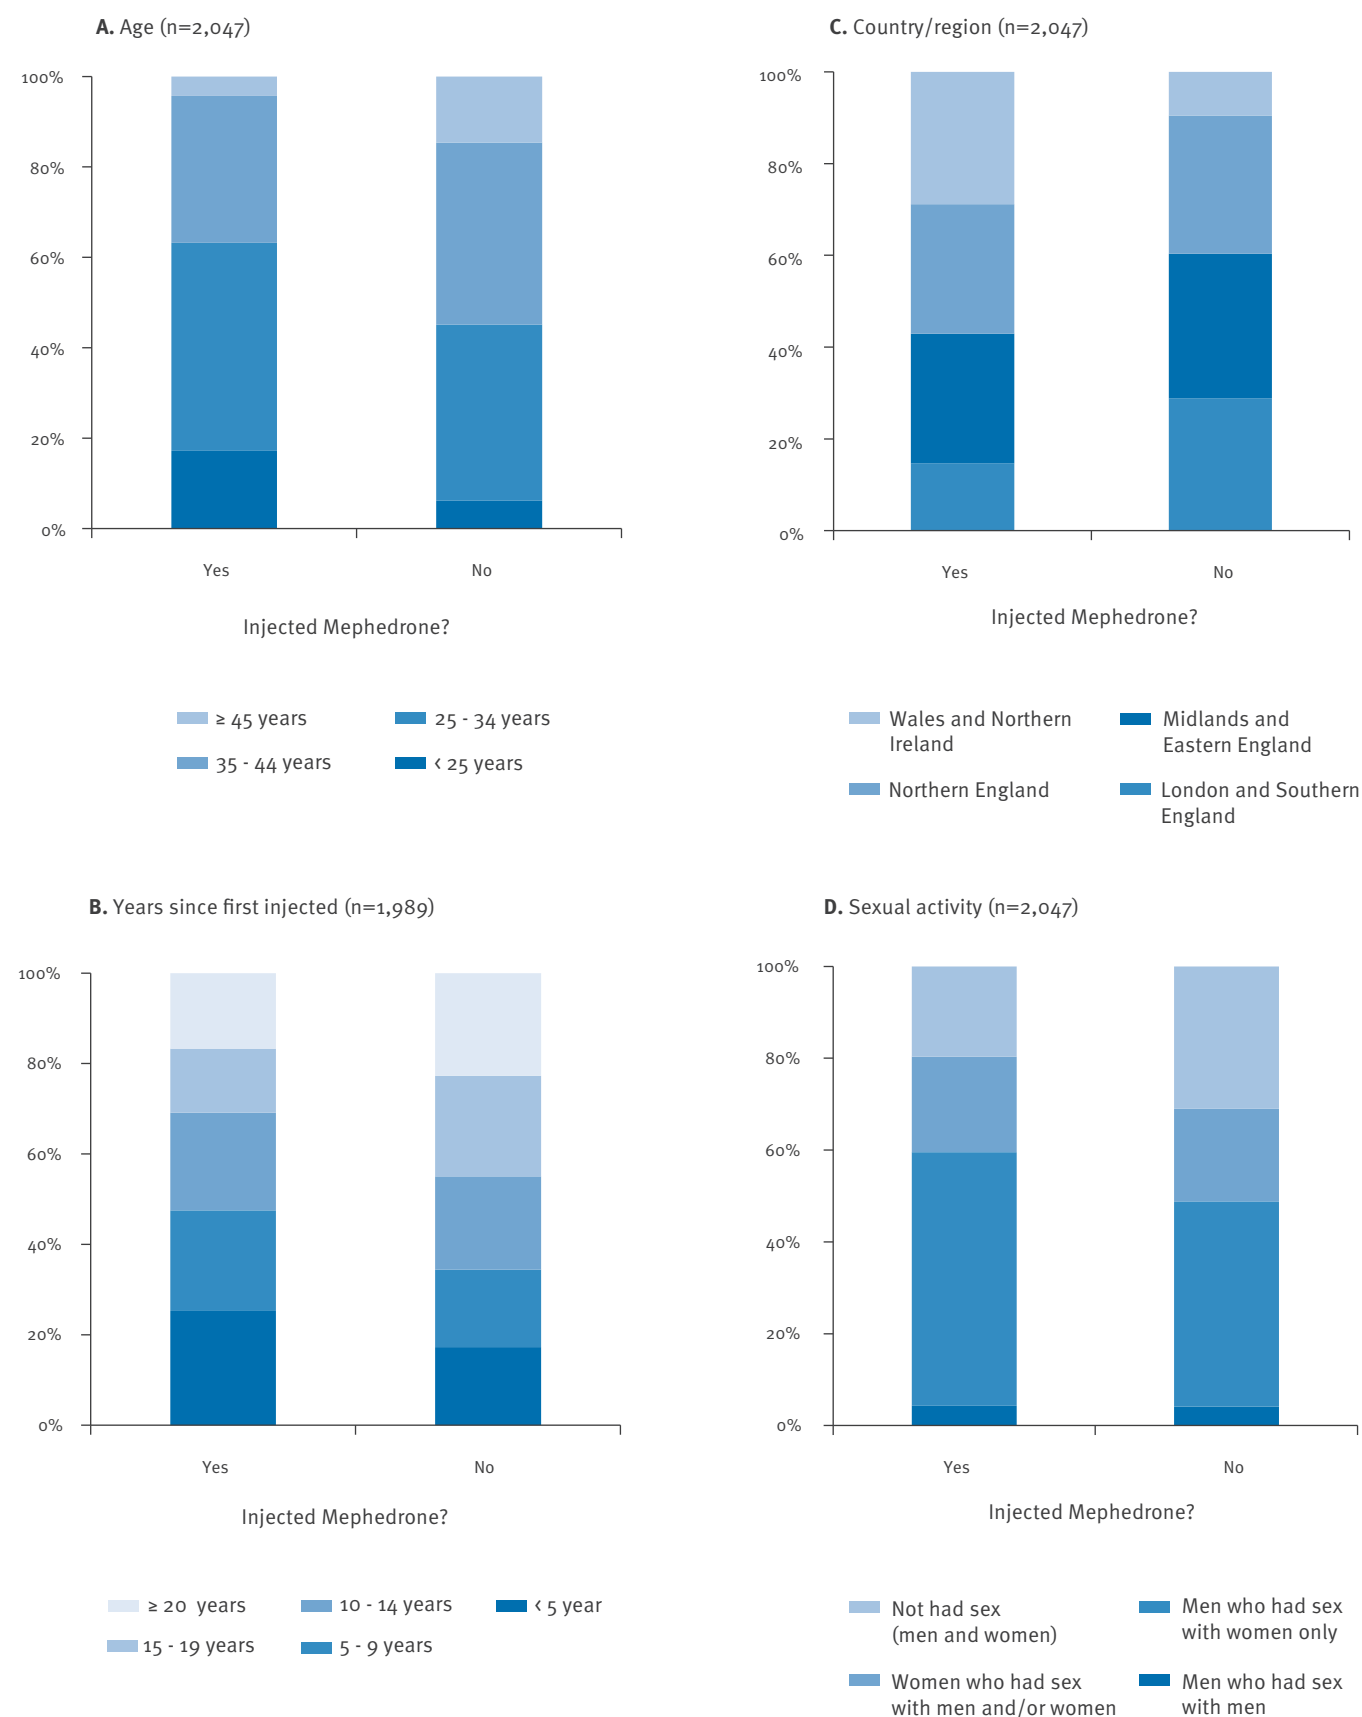 A. Age (n=2,047)
100%
80%
60%
40%
20%
0%
Yes
No
Injected Mephedrone?
≥ 45 years
25 - 34 years
35 - 44 years
< 25 years
C. Country/region (n=2,047)
100%
80%
60%
40%
20%
0%
Yes
No
Injected Mephedrone?
Wales and Northern
Ireland
Midlands and
Eastern England
Northern England
London and Southern
England
B. Years since first injected (n=1,989)
100%
80%
60%
40%
20%
0%
Yes
No
Injected Mephedrone?
≥ 20 years
10 - 14 years
< 5 year
15 - 19 years
5 - 9 years
D. Sexual activity (n=2,047)
100%
80%
60%
40%
20%
0%
Yes
No
Injected Mephedrone?
Not had sex
(men and women)
Men who had sex
with women only
Women who had sex
with men and/or women
Men who had sex
with men